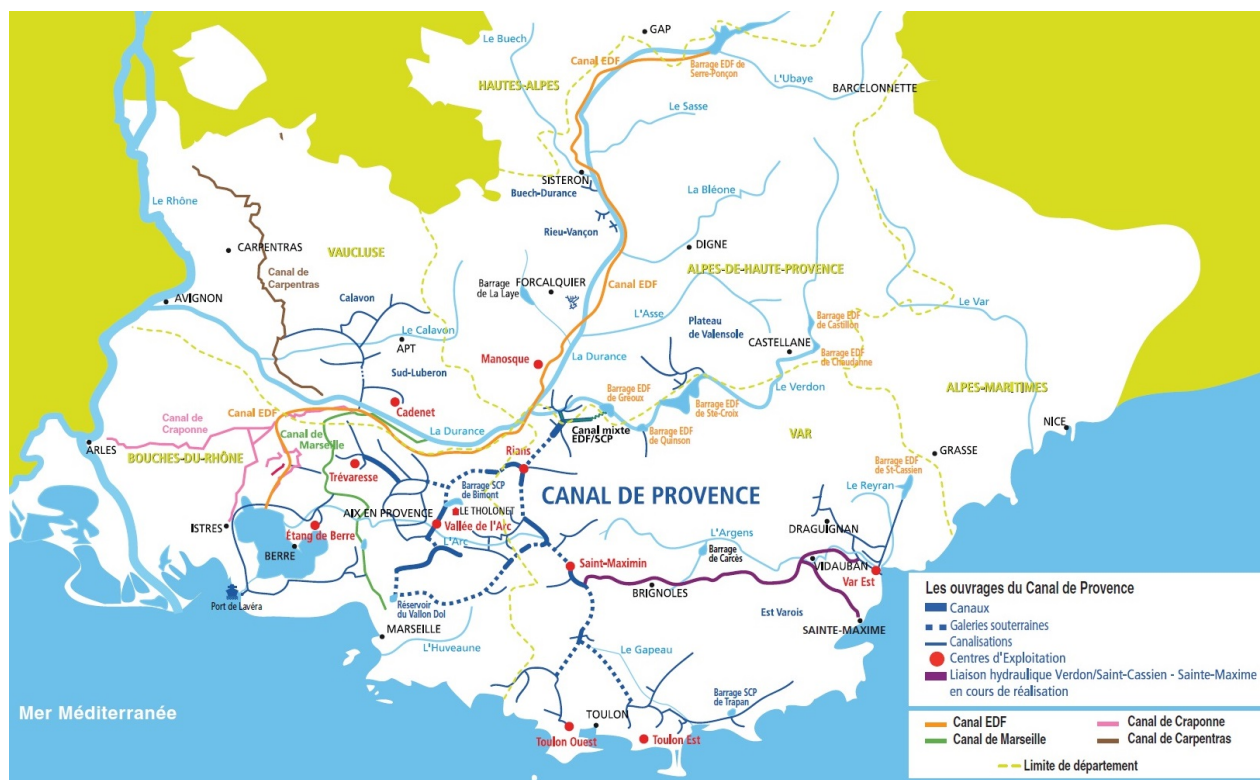 GAP
Le Buech
Canal EDF
Barrage EDF de
Serre-Ponçon
HAUTES-ALPES
L'Ubaye
BARCELONNETTE
Le Sasse
SISTERON
Buech-Durance
La Bléone
Le Rhône
Rieu-Vançon
CARPENTRAS
VAUCLUSE
DIGNE
Canal de
Carpentras
ALPES-DE-HAUTE-PROVENCE
Barrage
de La Laye
FORCALQUIER
Canal EDF
AVIGNON
Calavon
Le Var
L'Asse
Plateau
de Valensole
Barrage EDF
de Castillon
Le Calavon
APT
CASTELLANE
Manosque
La Durance
Barrage EDF
de Chaudanne
Sud-Luberon
Le Verdon
ALPES-MARITIMES
Barrage EDF
de Gréoux
Barrage EDF
de Ste-Croix
Cadenet
Canal EDF
Canal de
Craponne
La Durance
Canal mixte
EDF/SCP
Barrage EDF
de Quinson
VAR
NICE
ARLES
Canal de
Marseille
BOUCHES-DU-RHÔNE
Rians
GRASSE
Barrage EDF
de St-Cassien
Trévaresse
Barrage SCP
de Bimont
CANAL DE PROVENCE
Le Reyran
AIX EN PROVENCE
LE THOLONET
Vallée de l'Arc
ISTRES
Étang de Berre
L'Arc
L'Argens
DRAGUIGNAN
BERRE
Barrage
de Carcès
Saint-Maximin
VIDAUBAN
Var Est
BRIGNOLES
Port de Lavéra
Réservoir
du Vallon Dol
Est Varois
SAINTE-MAXIME
MARSEILLE
L'Huveaune
Le Gapeau
Barrage SCP
de Trapan
Mer Méditerranée
TOULON
Toulon Ouest
Toulon Est
Les ouvrages du Canal de Provence
Canaux
Galeries souterraines
Canalisations
Centres d'Exploitation
Liaison hydraulique Verdon/Saint-Cassien - Sainte-Maxime
en cours de réalisation
Canal EDF
Canal de Craponne
Canal de Marseille
Canal de Carpentras
Limite de département